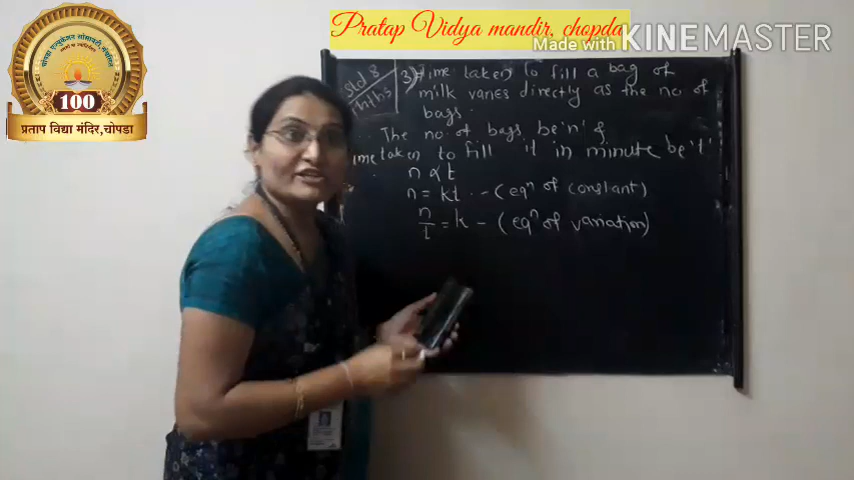 Pratap Vidya mandir, chopda
Made with KINEMASTER
100
प्रताप विद्या मंदिर, चोपडा
Std 8
3) Time taken to fill a bag of
milk varies directly as the no of
bags.
The no. of bags be 'n' &
ime taken to fill it in minute be 't'
n ∝ t
n = kt - (eqⁿ of constant)
n/t = k - (eqⁿ of variation)